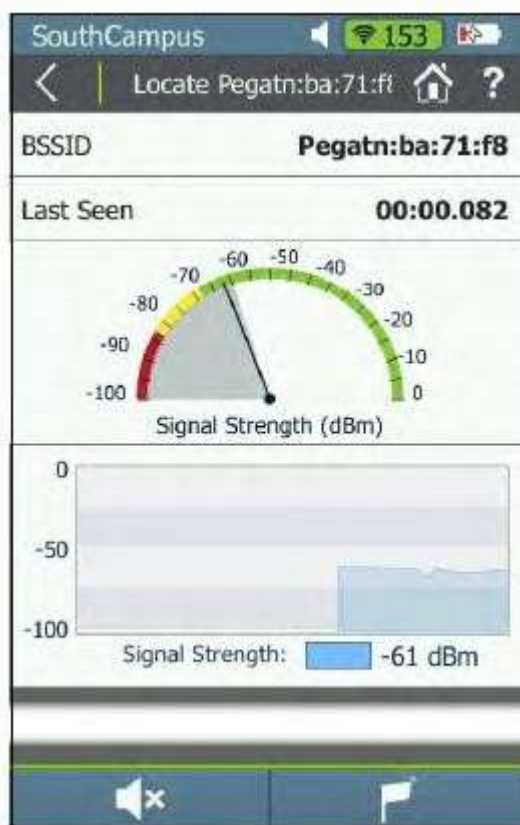 SouthCampus 153
Locate Pegatn:ba:71:f8 ?
BSSID Pegatn:ba:71:f8
Last Seen 00:00.082
-100 -90 -80 -70 -60 -50 -40 -30 -20 -10 0
Signal Strength (dBm)
0
-50
-100
Signal Strength: -61 dBm